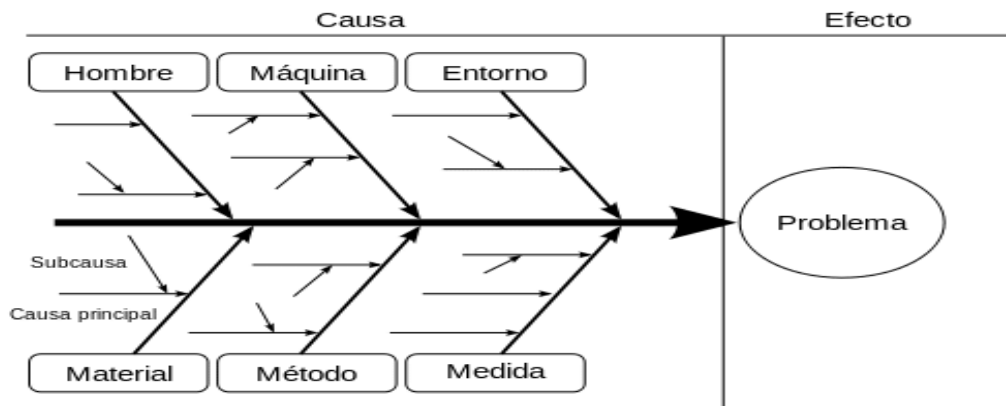 Causa
Efecto
Hombre
Máquina
Entorno
Problema
Subcausa
Causa principal
Material
Método
Medida